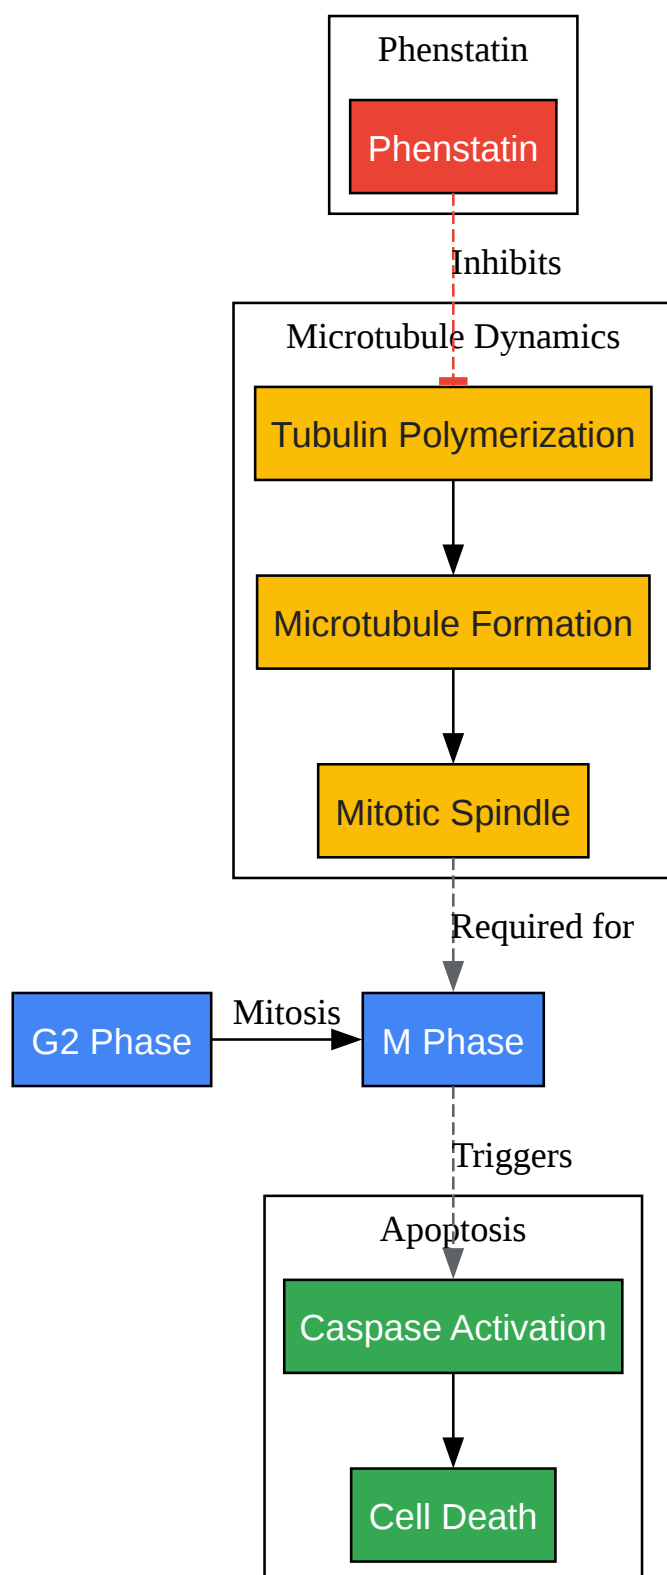 Phenstatin
Phenstatin
Inhibits
Microtubule Dynamics
Tubulin Polymerization
Microtubule Formation
Mitotic Spindle
Required for
G2 Phase
Mitosis
M Phase
Triggers
Apoptosis
Caspase Activation
Cell Death